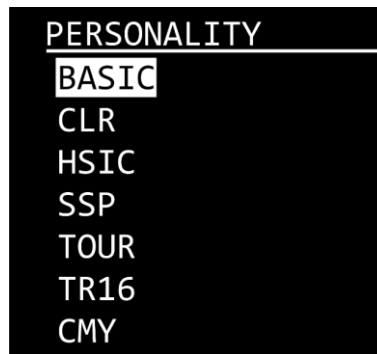 PERSONALITY
BASIC
CLR
HSIC
SSP
TOUR
TR16
CMY